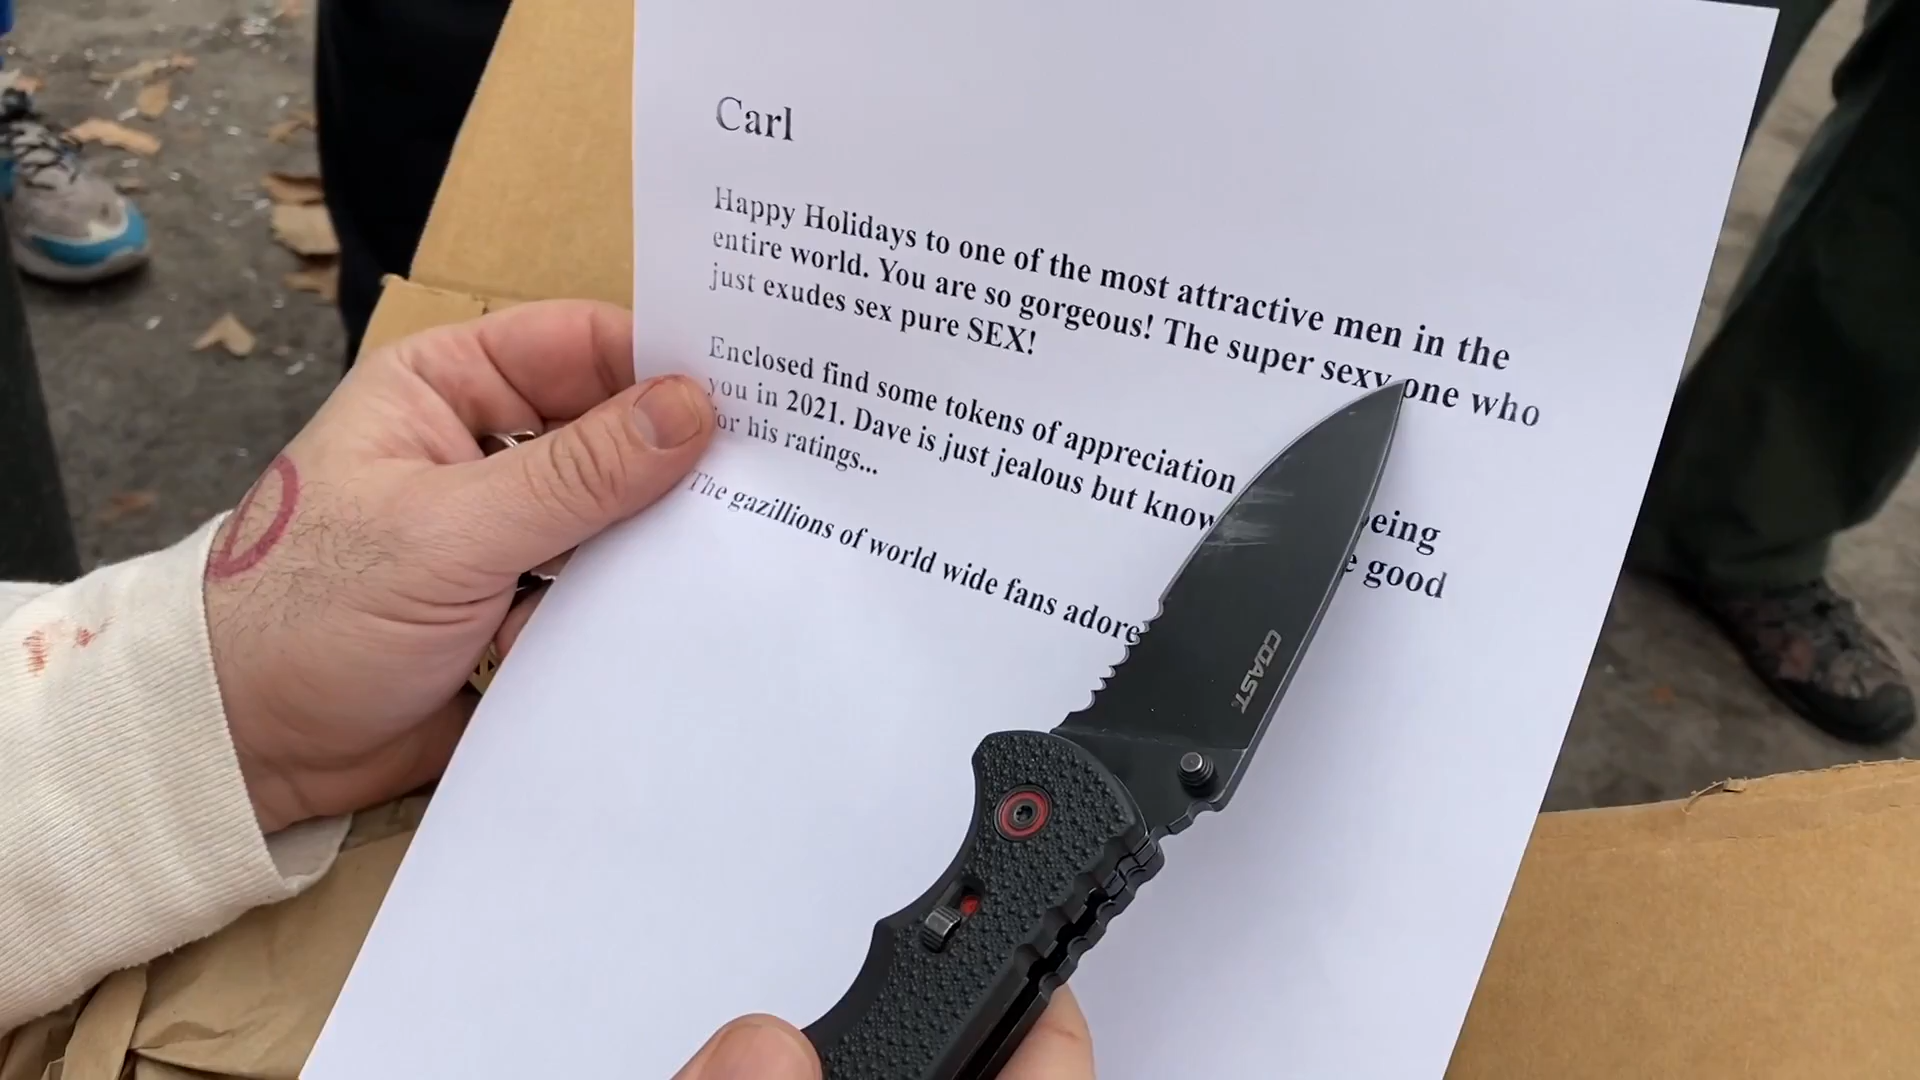 Carl
Happy Holidays to one of the most attractive men in the
entire world. You are so gorgeous! The super sexy one who
just exudes sex pure SEX!
Enclosed find some tokens of appreciation being
you in 2021. Dave is just jealous but know good
for his ratings...
The gazillions of world wide fans adore
COAST